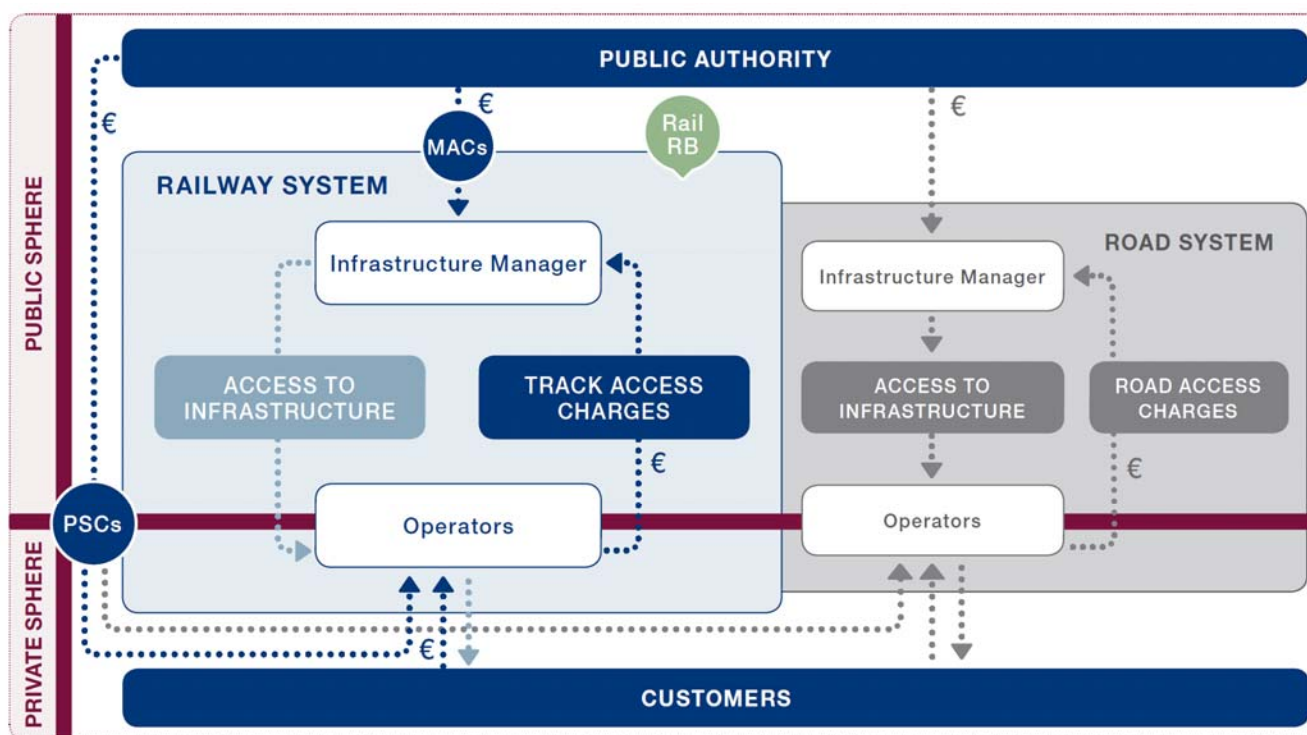 PUBLIC AUTHORITY
€
€
€
MACs
Rail
RB
PUBLIC SPHERE
RAILWAY SYSTEM
Infrastructure Manager
ROAD SYSTEM
Infrastructure Manager
ACCESS TO
INFRASTRUCTURE
TRACK ACCESS
CHARGES
ACCESS TO
INFRASTRUCTURE
ROAD ACCESS
CHARGES
€
€
PSCs
Operators
Operators
PRIVATE SPHERE
€
CUSTOMERS